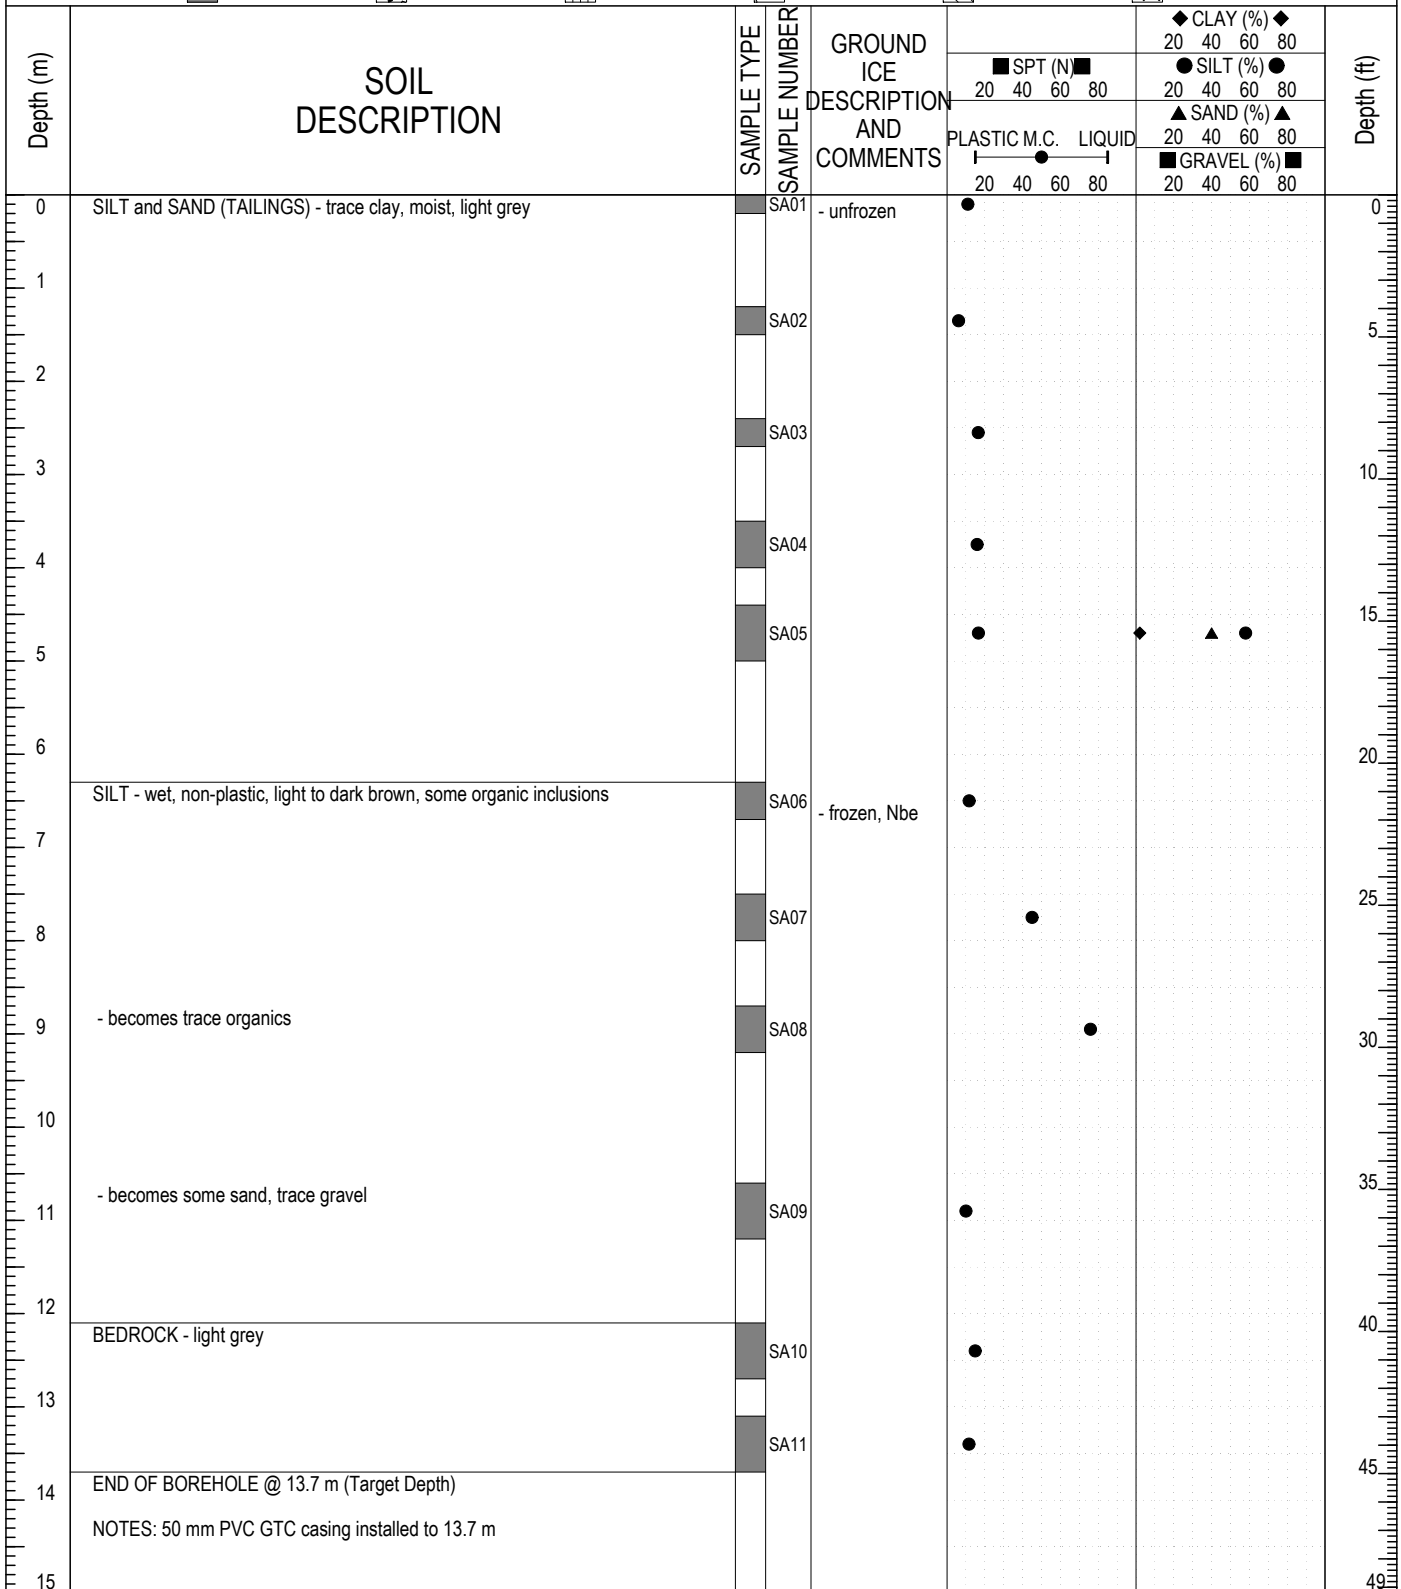 Depth (m)
SOIL
DESCRIPTION
SAMPLE TYPE
SAMPLE NUMBER
GROUND
ICE
DESCRIPTION
AND
COMMENTS
SPT (N)
20 40 60 80
PLASTIC M.C. LIQUID
20 40 60 80
CLAY (%)
20 40 60 80
SILT (%)
20 40 60 80
SAND (%)
20 40 60 80
GRAVEL (%)
20 40 60 80
Depth (ft)
0 SILT and SAND (TAILINGS) - trace clay, moist, light grey SA01 - unfrozen 0
1
SA02
5
2
SA03
3 10
SA04
4
15
SA05
5
6 20
SILT - wet, non-plastic, light to dark brown, some organic inclusions SA06 - frozen, Nbe
7
25
SA07
8
- becomes trace organics
9 SA08
30
10
35
- becomes some sand, trace gravel
11 SA09
12
40
BEDROCK - light grey SA10
13
SA11
45
END OF BOREHOLE @ 13.7 m (Target Depth)
14
NOTES: 50 mm PVC GTC casing installed to 13.7 m
15 49